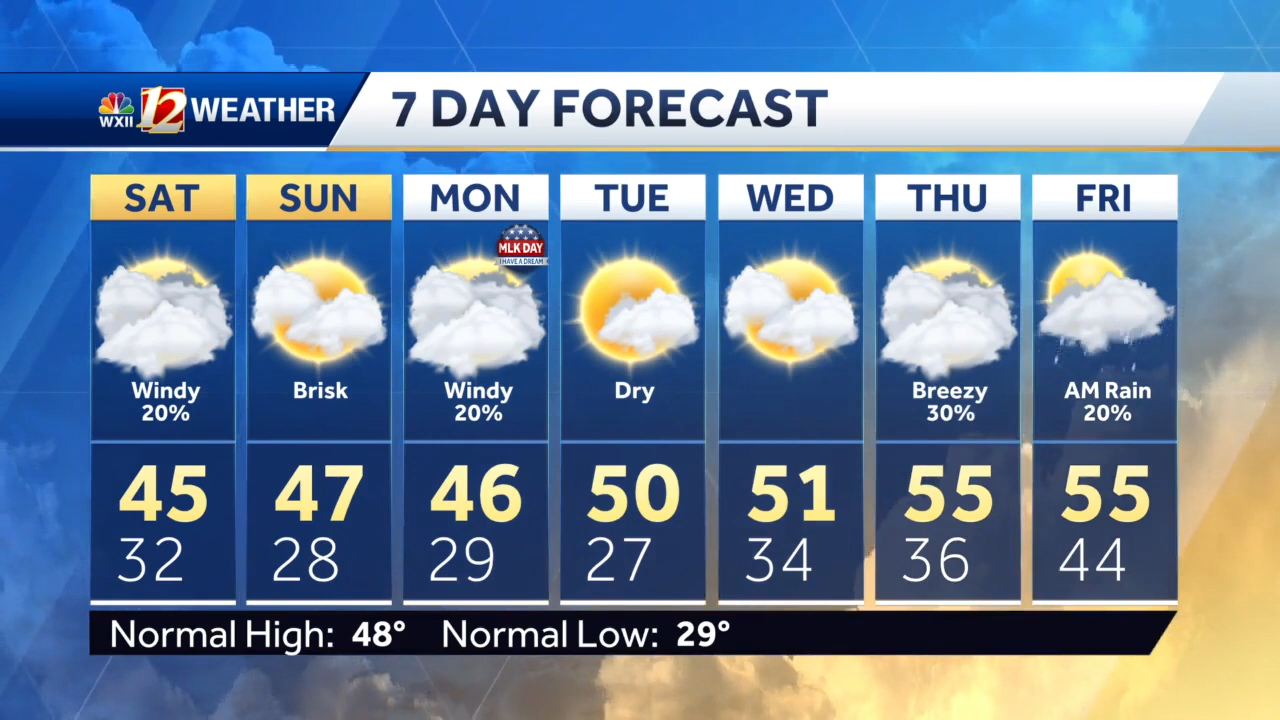 WXII 12 WEATHER
7 DAY FORECAST
SAT SUN MON TUE WED THU FRI
MLK DAY
I HAVE A DREAM
Windy Brisk Windy Dry Breezy AM Rain
20% 20% 30% 20%
45 47 46 50 51 55 55
32 28 29 27 34 36 44
Normal High: 48° Normal Low: 29°